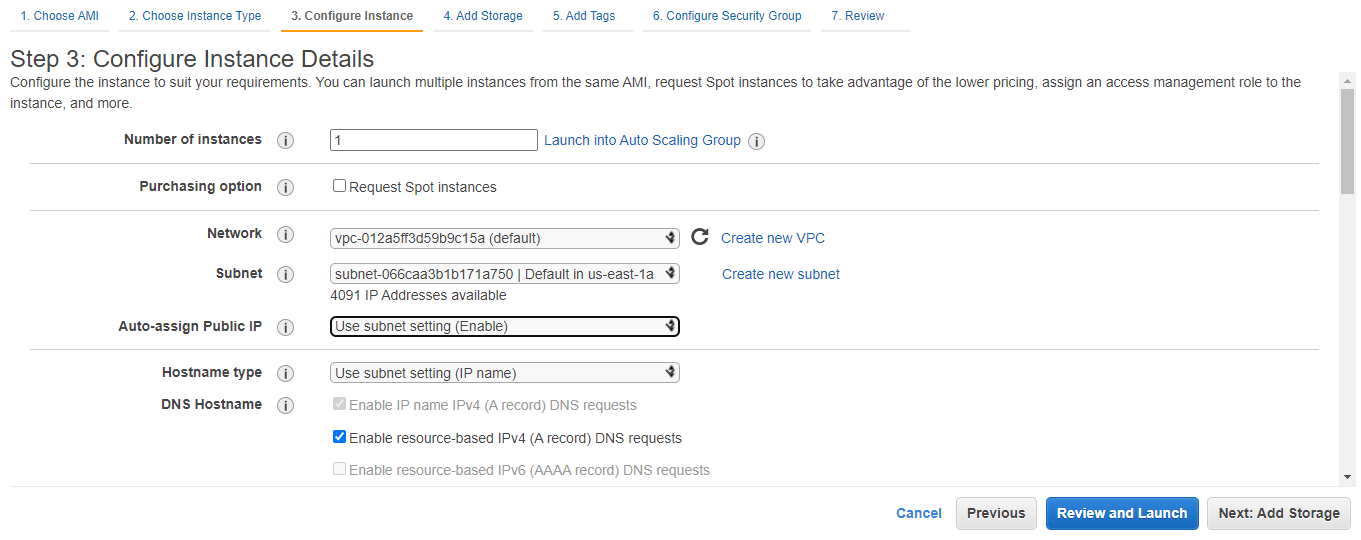 1. Choose AMI 2. Choose Instance Type 3. Configure Instance 4. Add Storage 5. Add Tags 6. Configure Security Group 7. Review
Step 3: Configure Instance Details
Configure the instance to suit your requirements. You can launch multiple instances from the same AMI, request Spot instances to take advantage of the lower pricing, assign an access management role to the
instance, and more.
Number of instances i 1 Launch into Auto Scaling Group i
Purchasing option i Request Spot instances
Network i vpc-012a5ff3d59b9c15a (default) Create new VPC
Subnet i subnet-066caa3b1b171a750 | Default in us-east-1a Create new subnet
4091 IP Addresses available
Auto-assign Public IP i Use subnet setting (Enable)
Hostname type i Use subnet setting (IP name)
DNS Hostname i Enable IP name IPv4 (A record) DNS requests
Enable resource-based IPv4 (A record) DNS requests
Enable resource-based IPv6 (AAAA record) DNS requests
Cancel Previous Review and Launch Next: Add Storage